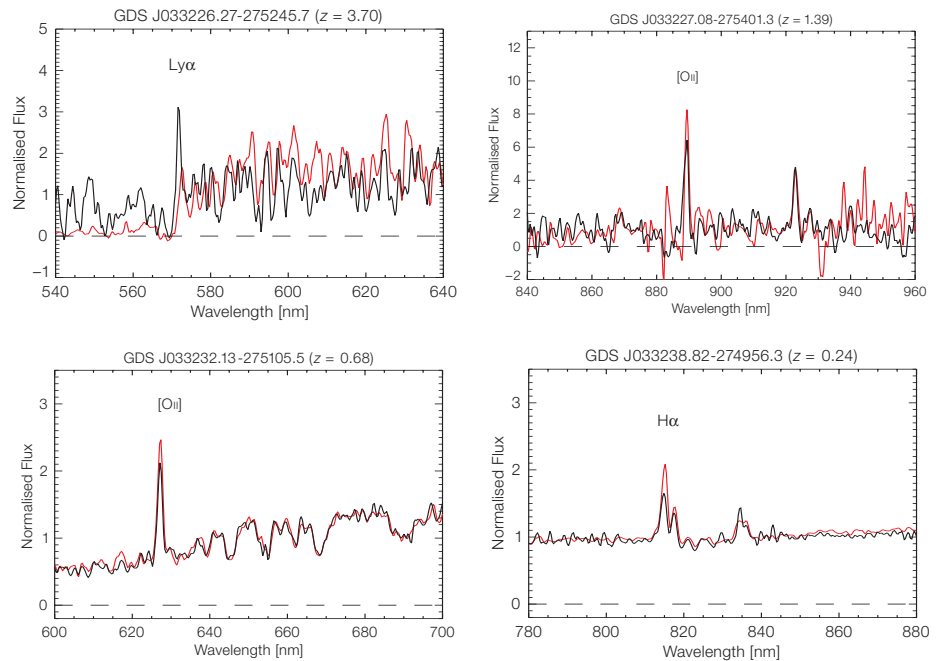 GDS J033226.27-275245.7 (z = 3.70)
5
4
3
2
1
0
−1
Normalised Flux
Lyα
540 560 580 600 620 640
Wavelength [nm]
GDS J033227.08-275401.3 (z = 1.39)
12
10
8
6
4
2
0
−2
Normalised Flux
[OII]
840 860 880 900 920 940 960
Wavelength [nm]
GDS J033232.13-275105.5 (z = 0.68)
3
2
1
0
Normalised Flux
[OII]
600 620 640 660 680 700
Wavelength [nm]
GDS J033238.82-274956.3 (z = 0.24)
3
2
1
0
Normalised Flux
Hα
780 800 820 840 860 880
Wavelength [nm]